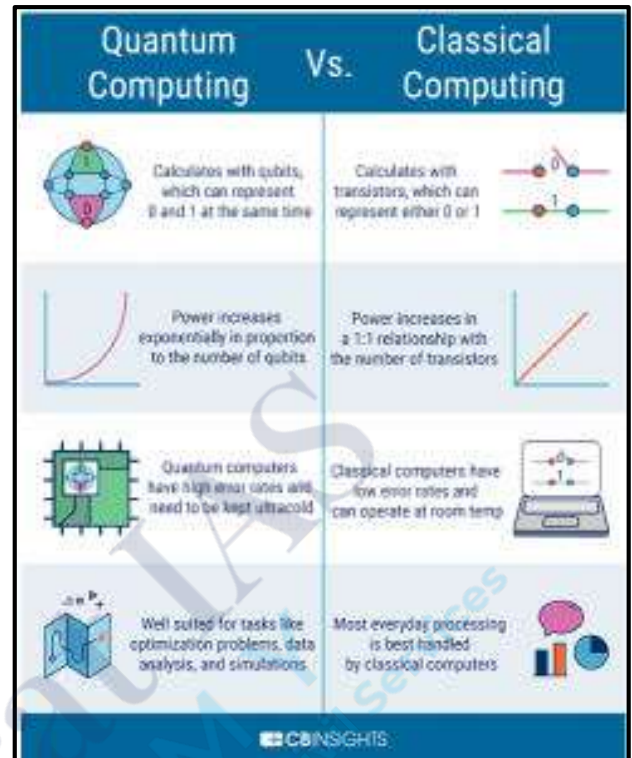 Quantum
Computing
Vs.
Classical
Computing
Calculates with qubits,
which can represent
0 and 1 at the same time
Calculates with
transistors, which can
represent either 0 or 1
1
0
0
1
Power increases
exponentially in proportion
to the number of qubits
Power increases in
a 1:1 relationship with
the number of transistors
Quantum computers
have high error rates and
need to be kept ultracold
Classical computers have
low error rates and
can operate at room temp
0
1
Well suited for tasks like
optimization problems, data
analysis, and simulations
Most everyday processing
is best handled
by classical computers
CBINSIGHTS
IAS